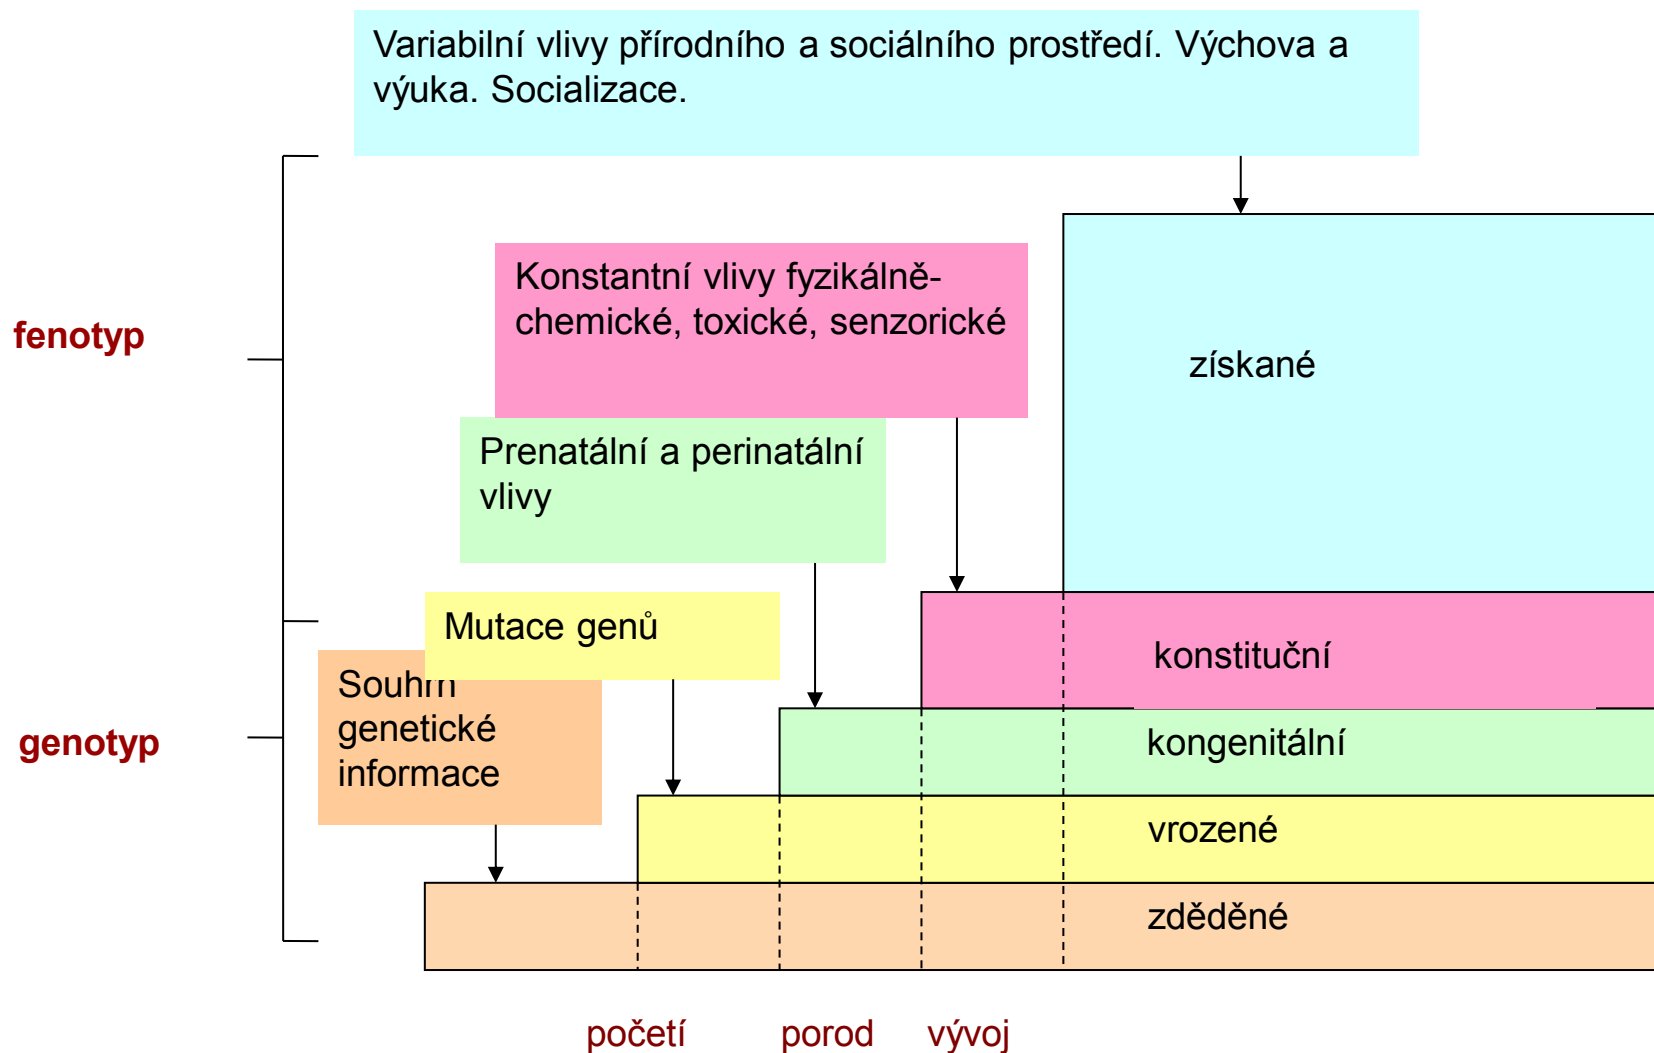 Variabilní vlivy přírodního a sociálního prostředí. Výchova a
výuka. Socializace.
Konstantní vlivy fyzikálně-
chemické, toxické, senzorické
fenotyp
získané
Prenatální a perinatální
vlivy
Mutace genů
konstituční
Souhrn
genetické
informace
genotyp
kongenitální
vrozené
zděděné
početí
porod
vývoj